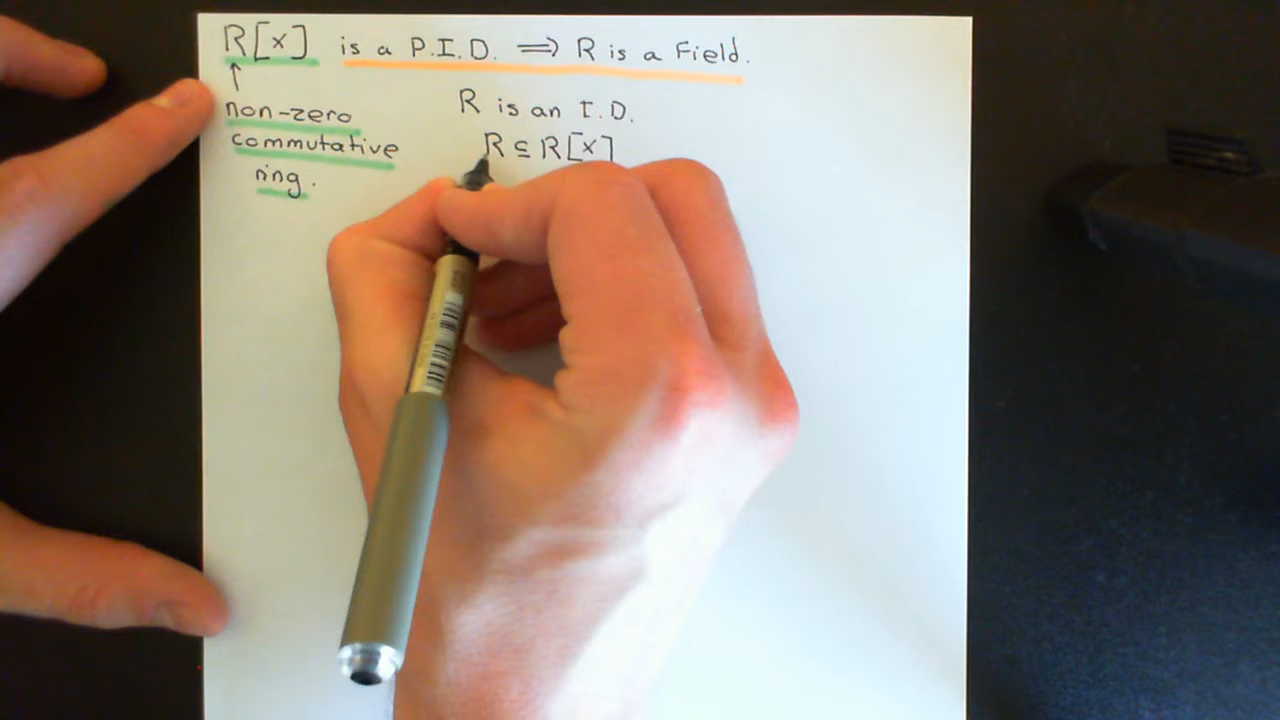 R[x] is a P.I.D. ⟹ R is a Field.
↑
non-zero
commutative
ring.
R is an I.D.
R ⊆ R[x]